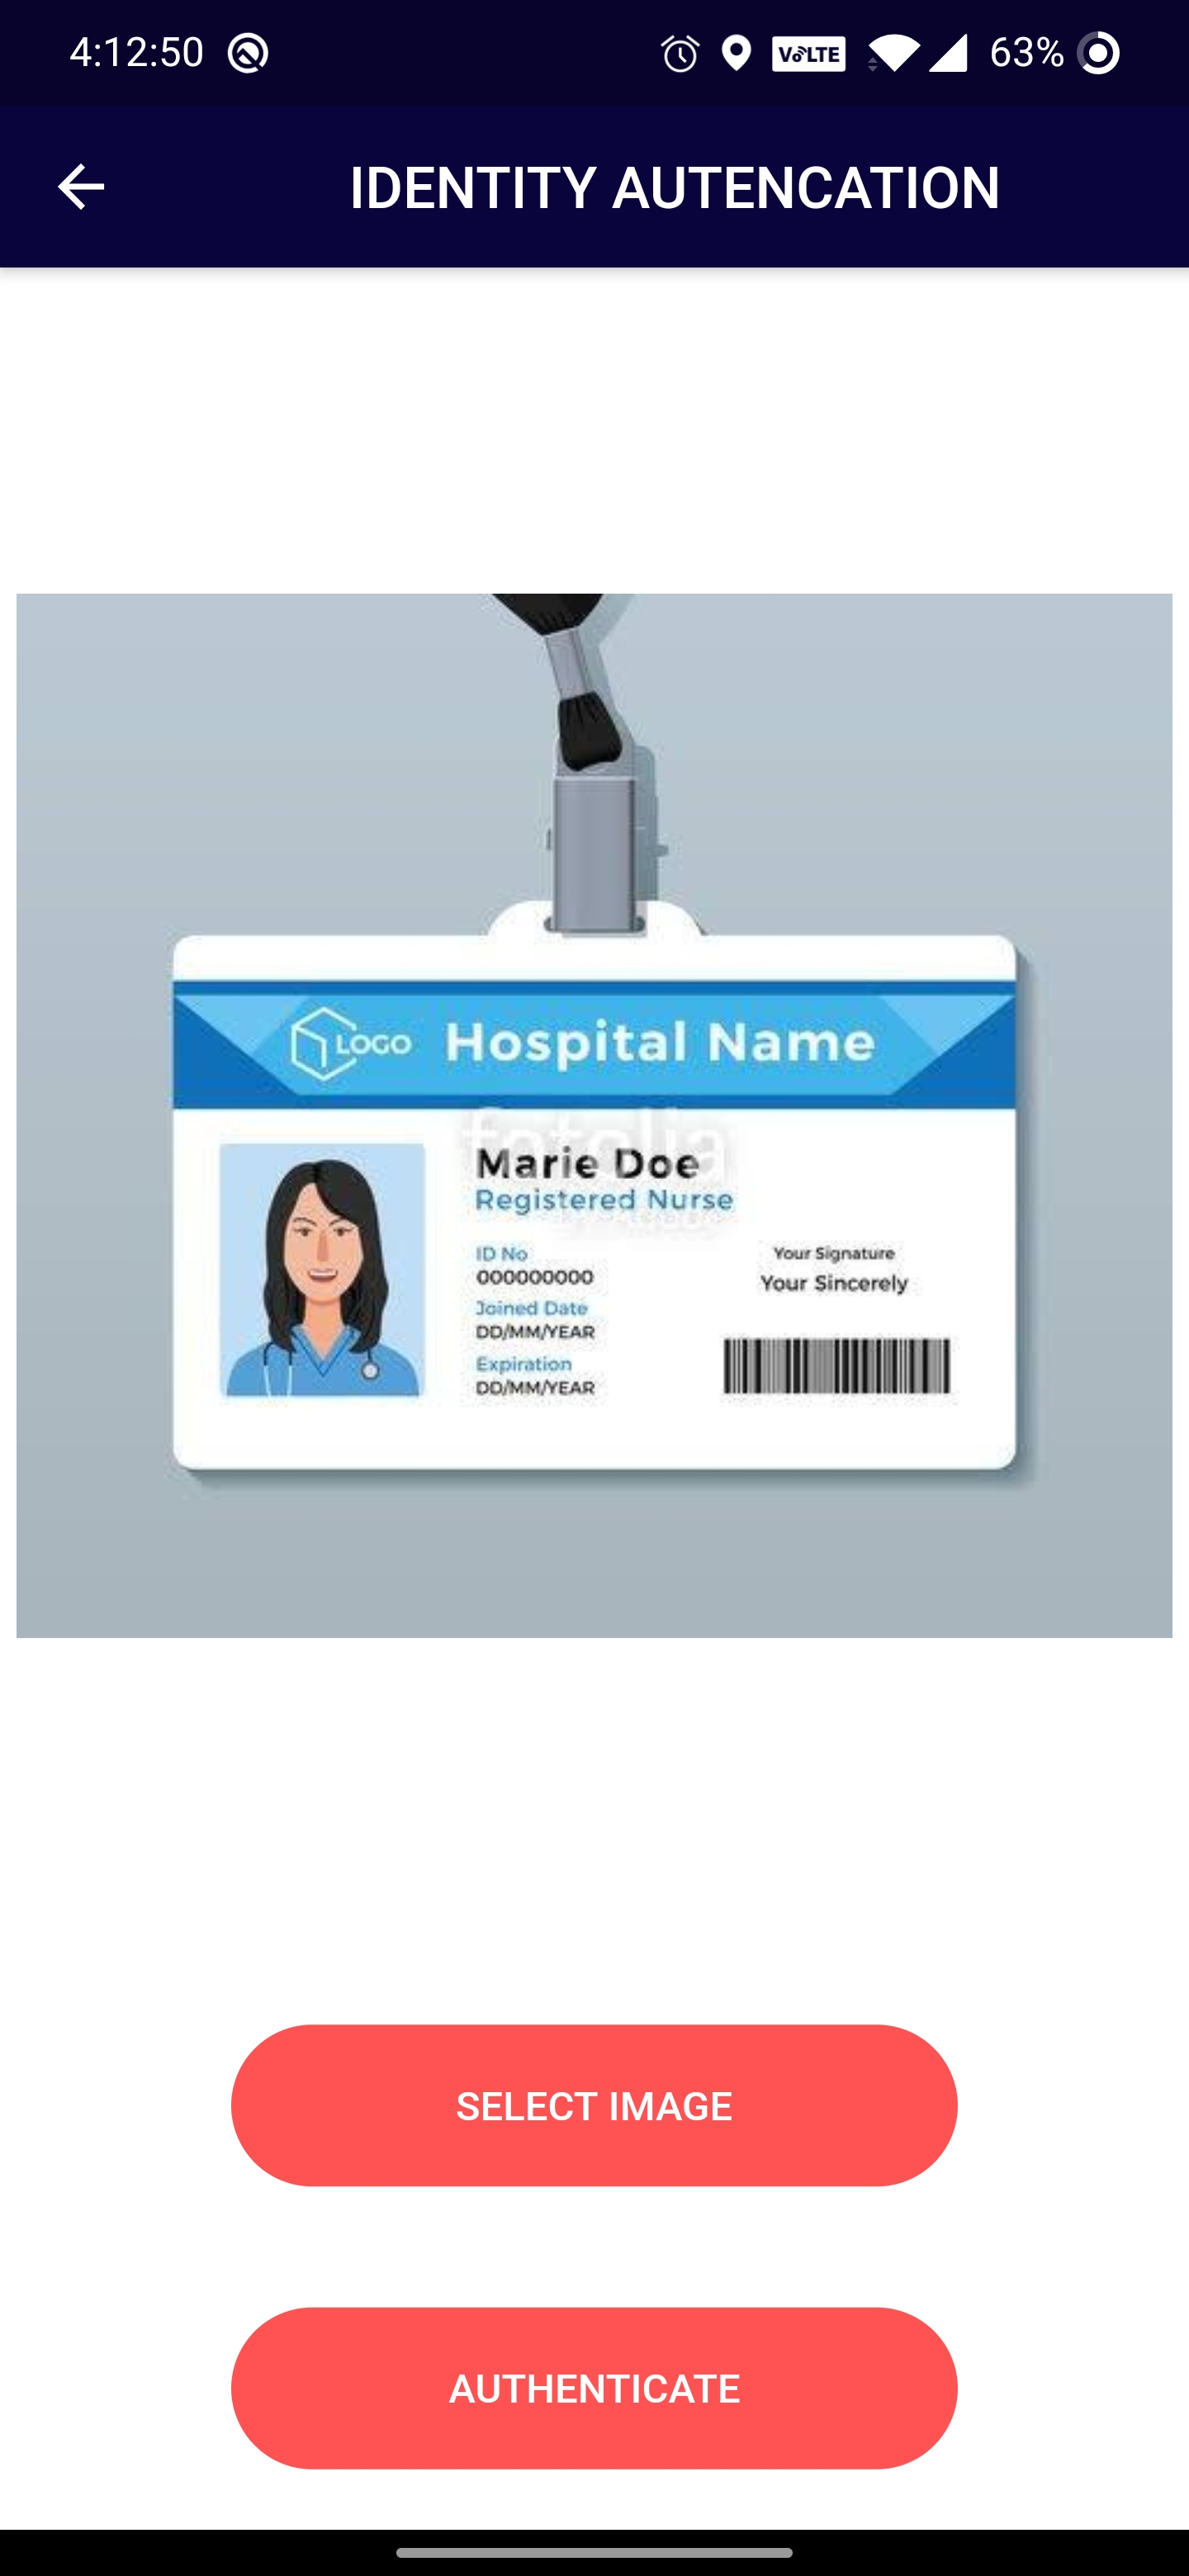 4:12:50 VoLTE 63%
IDENTITY AUTENCATION
LOGO Hospital Name
fotolia
Marie Doe
Registered Nurse
ID No
000000000
Joined Date
DD/MM/YEAR
Expiration
DD/MM/YEAR
Your Signature
Your Sincerely
SELECT IMAGE
AUTHENTICATE